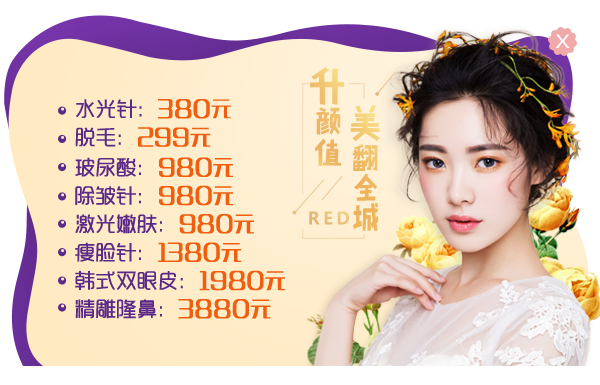 水光针：380元
脱毛：299元
玻尿酸：980元
除皱针：980元
激光嫩肤：980元
瘦脸针：1380元
韩式双眼皮：1980元
精雕隆鼻：3880元
升颜值
美翻全城
RED
X